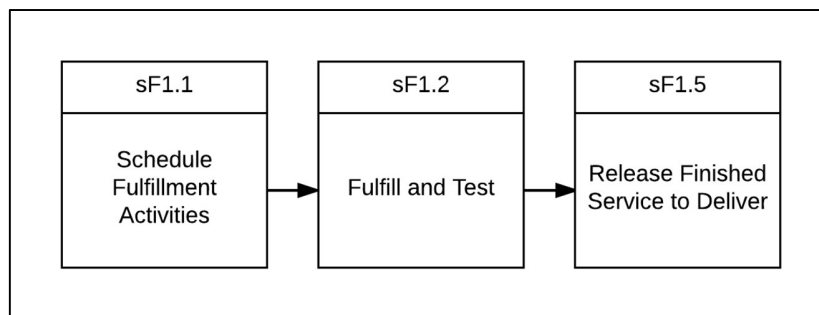 sF1.1
Schedule
Fulfillment
Activities
sF1.2
Fulfill and Test
sF1.5
Release Finished
Service to Deliver